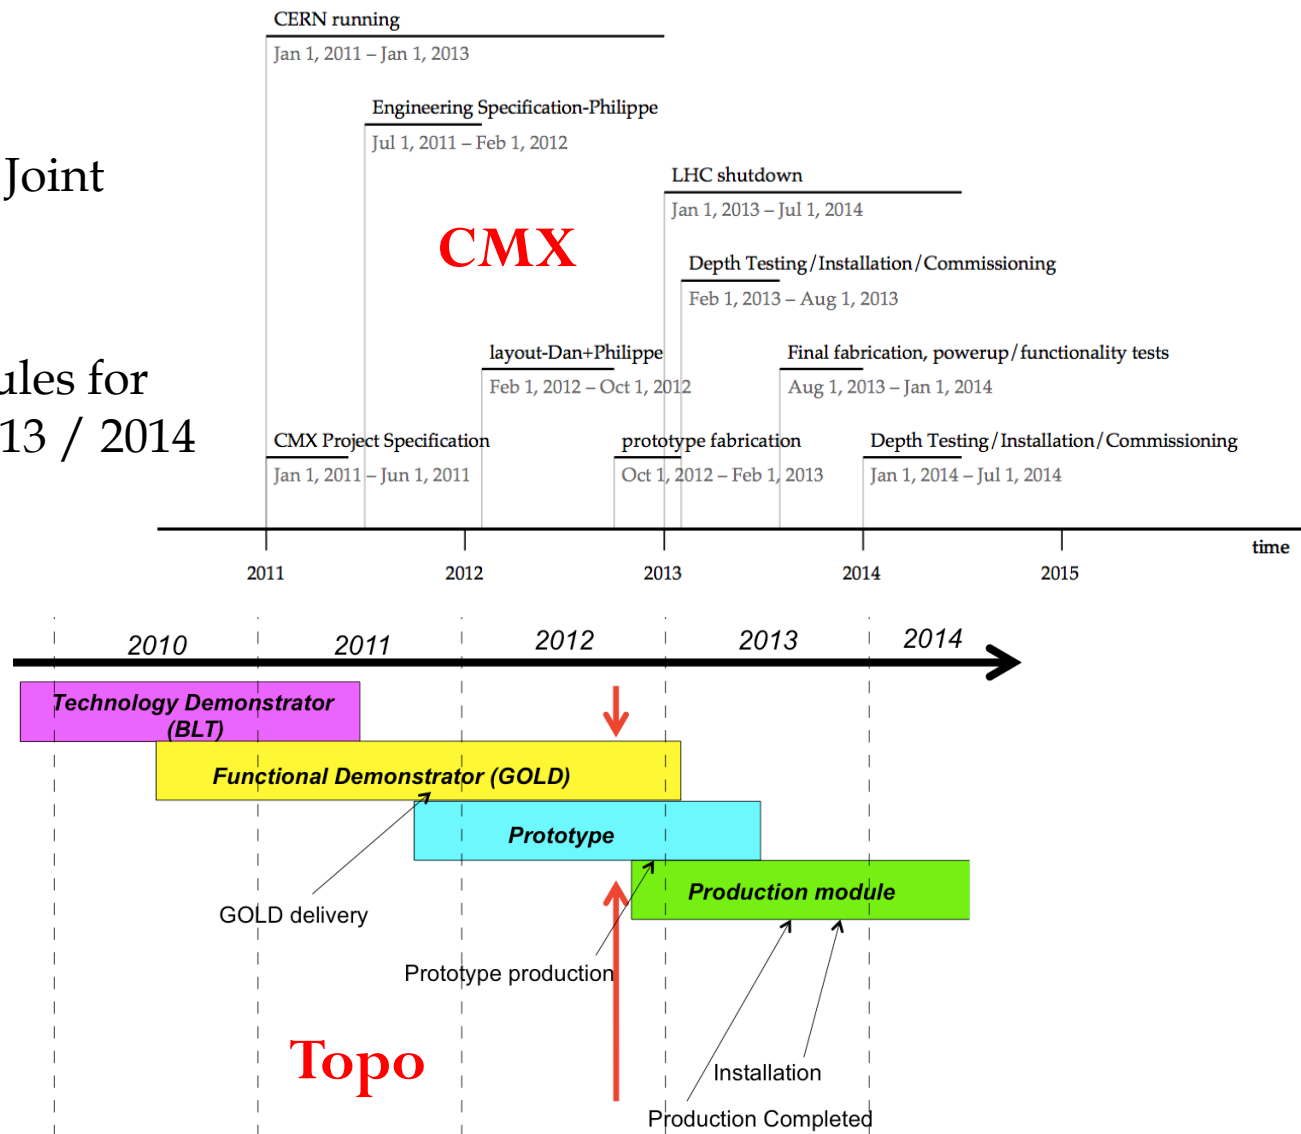 CERN running
Jan 1, 2011 – Jan 1, 2013
Engineering Specification-Philippe
Jul 1, 2011 – Feb 1, 2012
Joint
LHC shutdown
Jan 1, 2013 – Jul 1, 2014
CMX
Depth Testing/Installation/Commissioning
Feb 1, 2013 – Aug 1, 2013
layout-Dan+Philippe
Feb 1, 2012 – Oct 1, 2012
Final fabrication, powerup/functionality tests
Aug 1, 2013 – Jan 1, 2014
ules for
13 / 2014
CMX Project Specification
Jan 1, 2011 – Jun 1, 2011
prototype fabrication
Oct 1, 2012 – Feb 1, 2013
Depth Testing/Installation/Commissioning
Jan 1, 2014 – Jul 1, 2014
time
2011 2012 2013 2014 2015
2010 2011 2012 2013 2014
Technology Demonstrator
(BLT)
Functional Demonstrator (GOLD)
Prototype
Production module
GOLD delivery
Prototype production
Topo
Installation
Production Completed